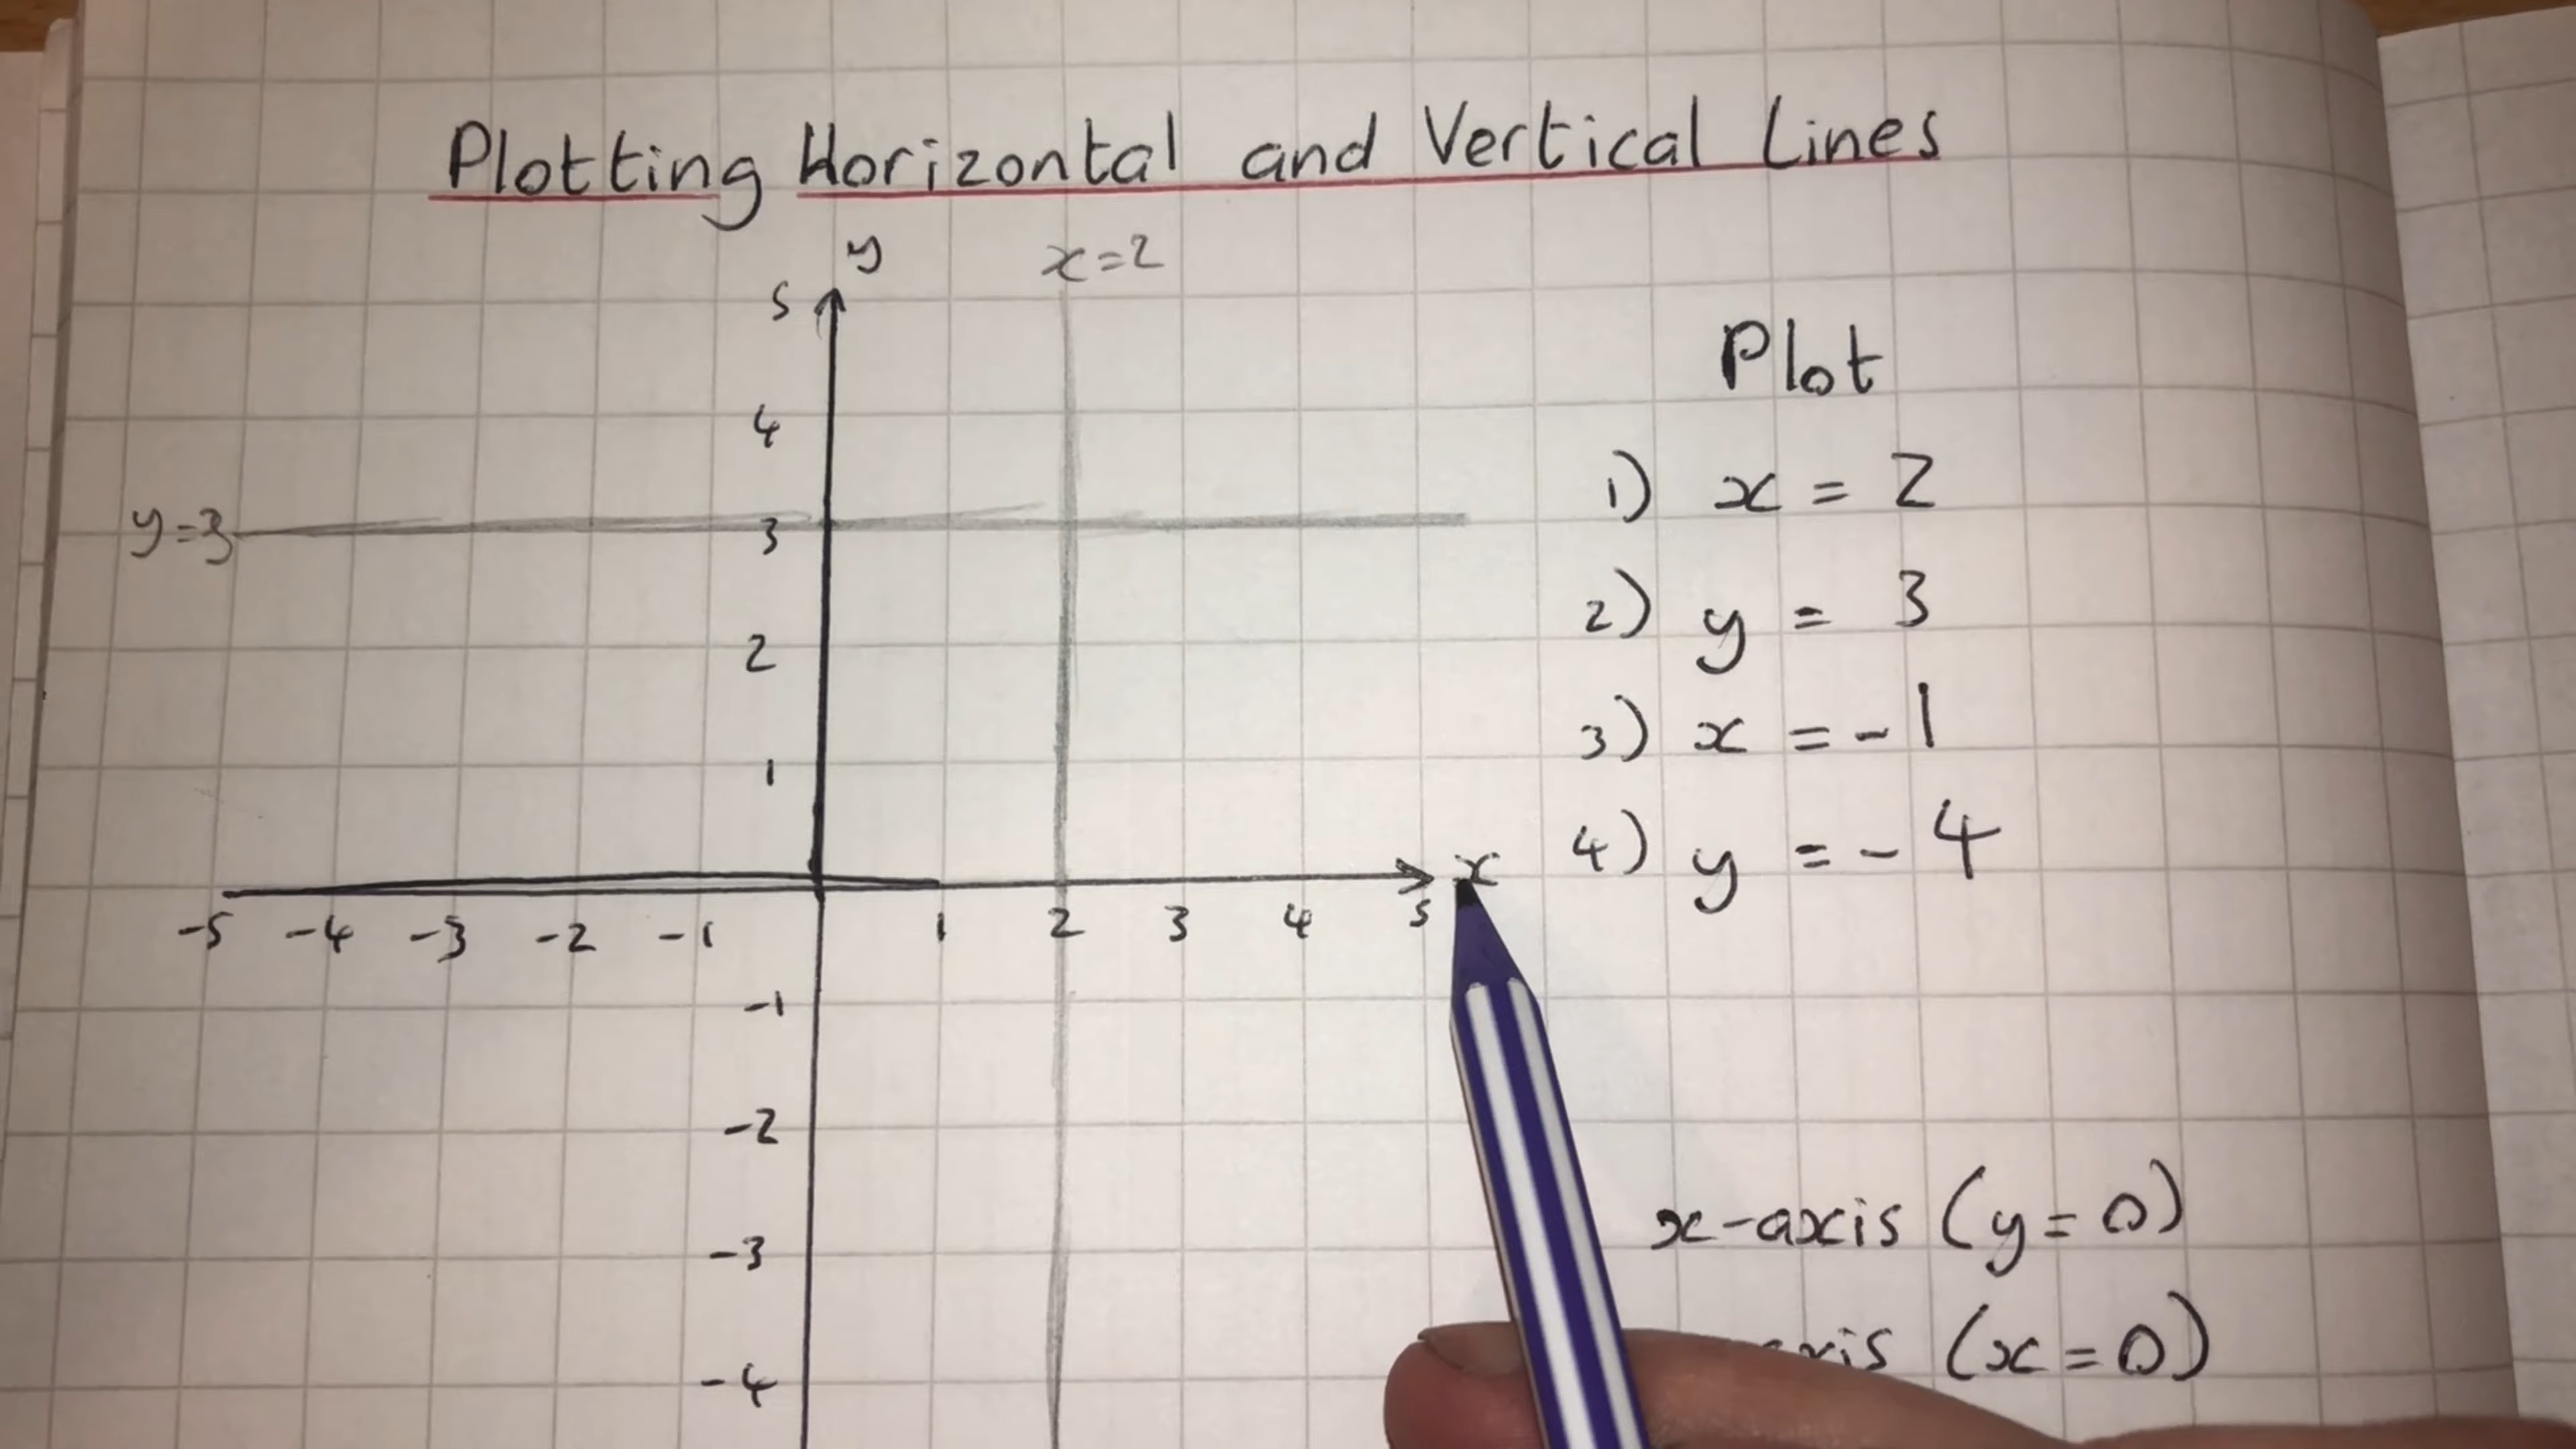 Plotting Horizontal and Vertical Lines
y
x=2
5
4
y=3
3
2
1
x
-5 -4 -3 -2 -1 1 2 3 4 5
-1
-2
-3
-4
Plot
1) x = 2
2) y = 3
3) x = -1
4) y = -4
x-axis (y=0)
(x=0)